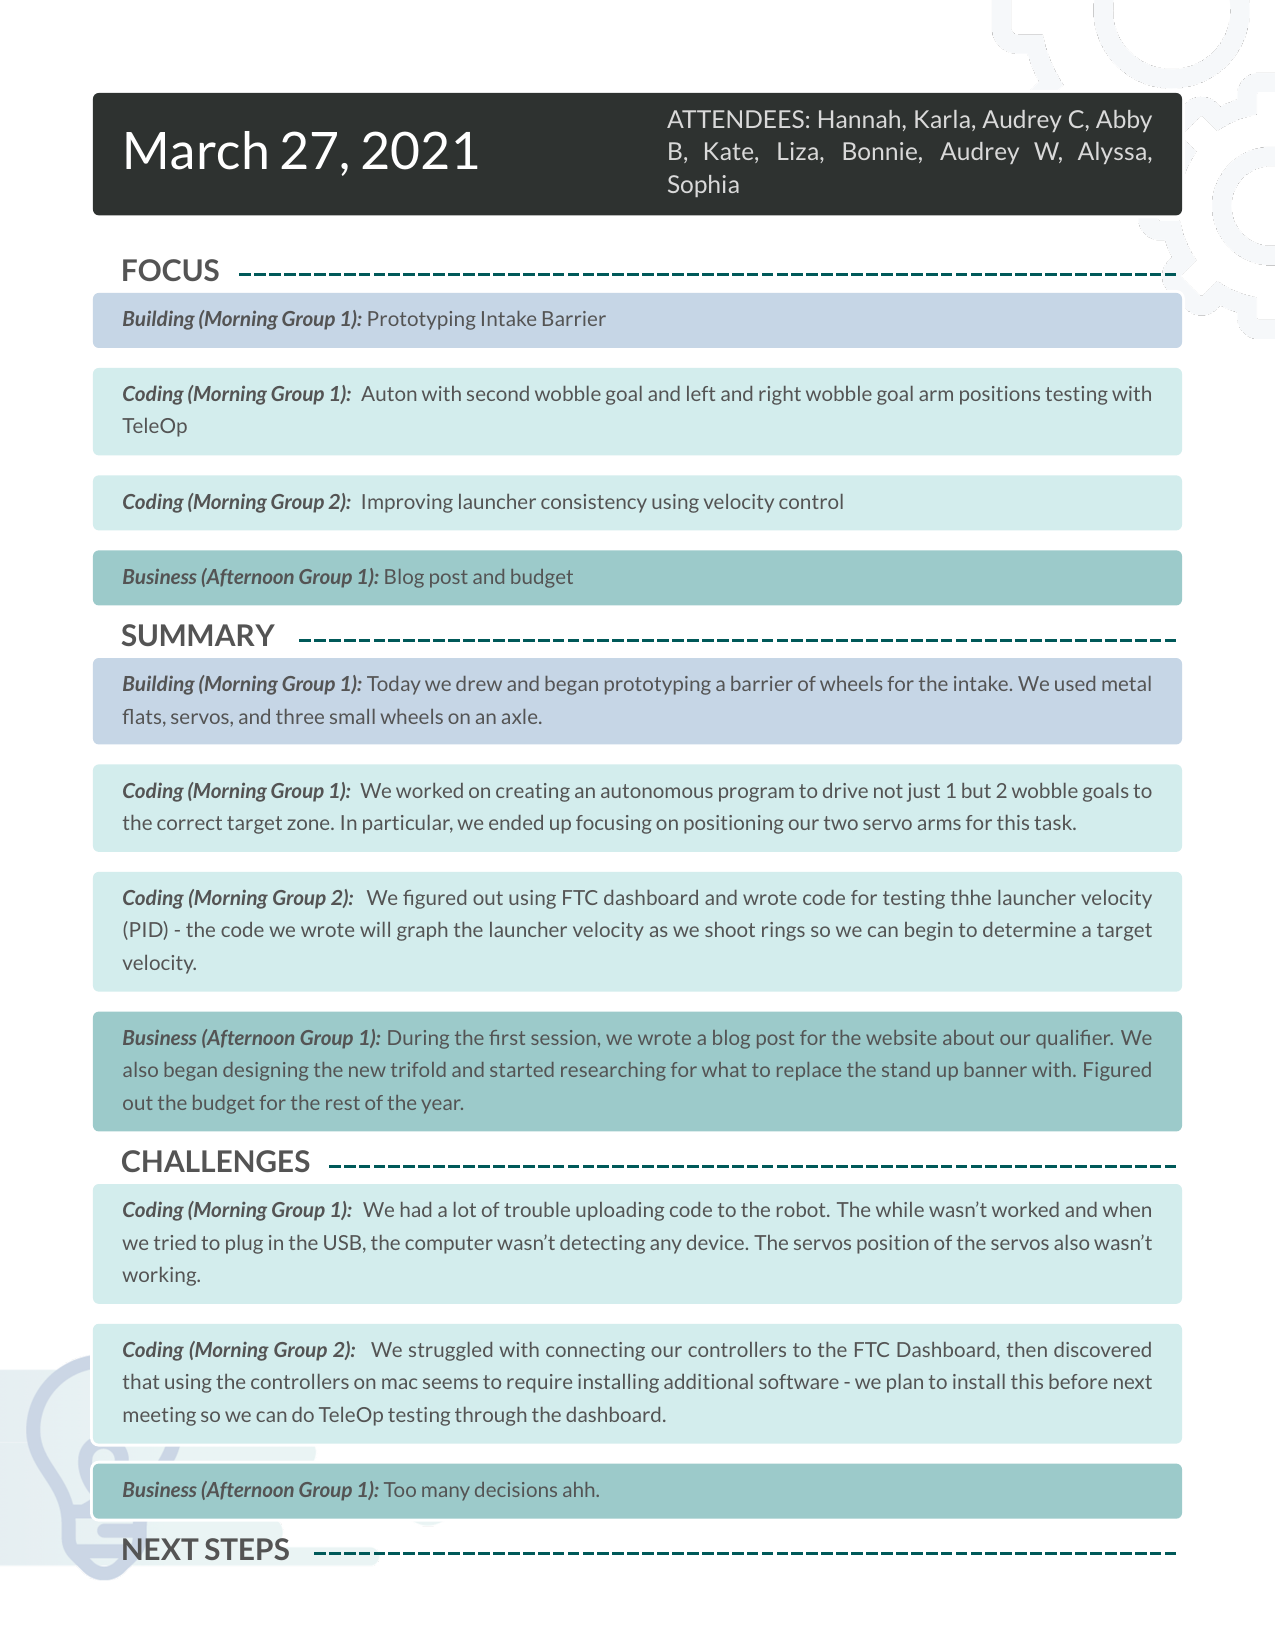 March 27, 2021
ATTENDEES: Hannah, Karla, Audrey C, Abby
B, Kate, Liza, Bonnie, Audrey W, Alyssa,
Sophia
FOCUS
Building (Morning Group 1): Prototyping Intake Barrier
Coding (Morning Group 1): Auton with second wobble goal and left and right wobble goal arm positions testing with
TeleOp
Coding (Morning Group 2): Improving launcher consistency using velocity control
Business (Afternoon Group 1): Blog post and budget
SUMMARY
Building (Morning Group 1): Today we drew and began prototyping a barrier of wheels for the intake. We used metal
flats, servos, and three small wheels on an axle.
Coding (Morning Group 1): We worked on creating an autonomous program to drive not just 1 but 2 wobble goals to
the correct target zone. In particular, we ended up focusing on positioning our two servo arms for this task.
Coding (Morning Group 2): We figured out using FTC dashboard and wrote code for testing thhe launcher velocity
(PID) - the code we wrote will graph the launcher velocity as we shoot rings so we can begin to determine a target
velocity.
Business (Afternoon Group 1): During the first session, we wrote a blog post for the website about our qualifier. We
also began designing the new trifold and started researching for what to replace the stand up banner with. Figured
out the budget for the rest of the year.
CHALLENGES
Coding (Morning Group 1): We had a lot of trouble uploading code to the robot. The while wasn't worked and when
we tried to plug in the USB, the computer wasn't detecting any device. The servos position of the servos also wasn't
working.
Coding (Morning Group 2): We struggled with connecting our controllers to the FTC Dashboard, then discovered
that using the controllers on mac seems to require installing additional software - we plan to install this before next
meeting so we can do TeleOp testing through the dashboard.
Business (Afternoon Group 1): Too many decisions ahh.
NEXT STEPS